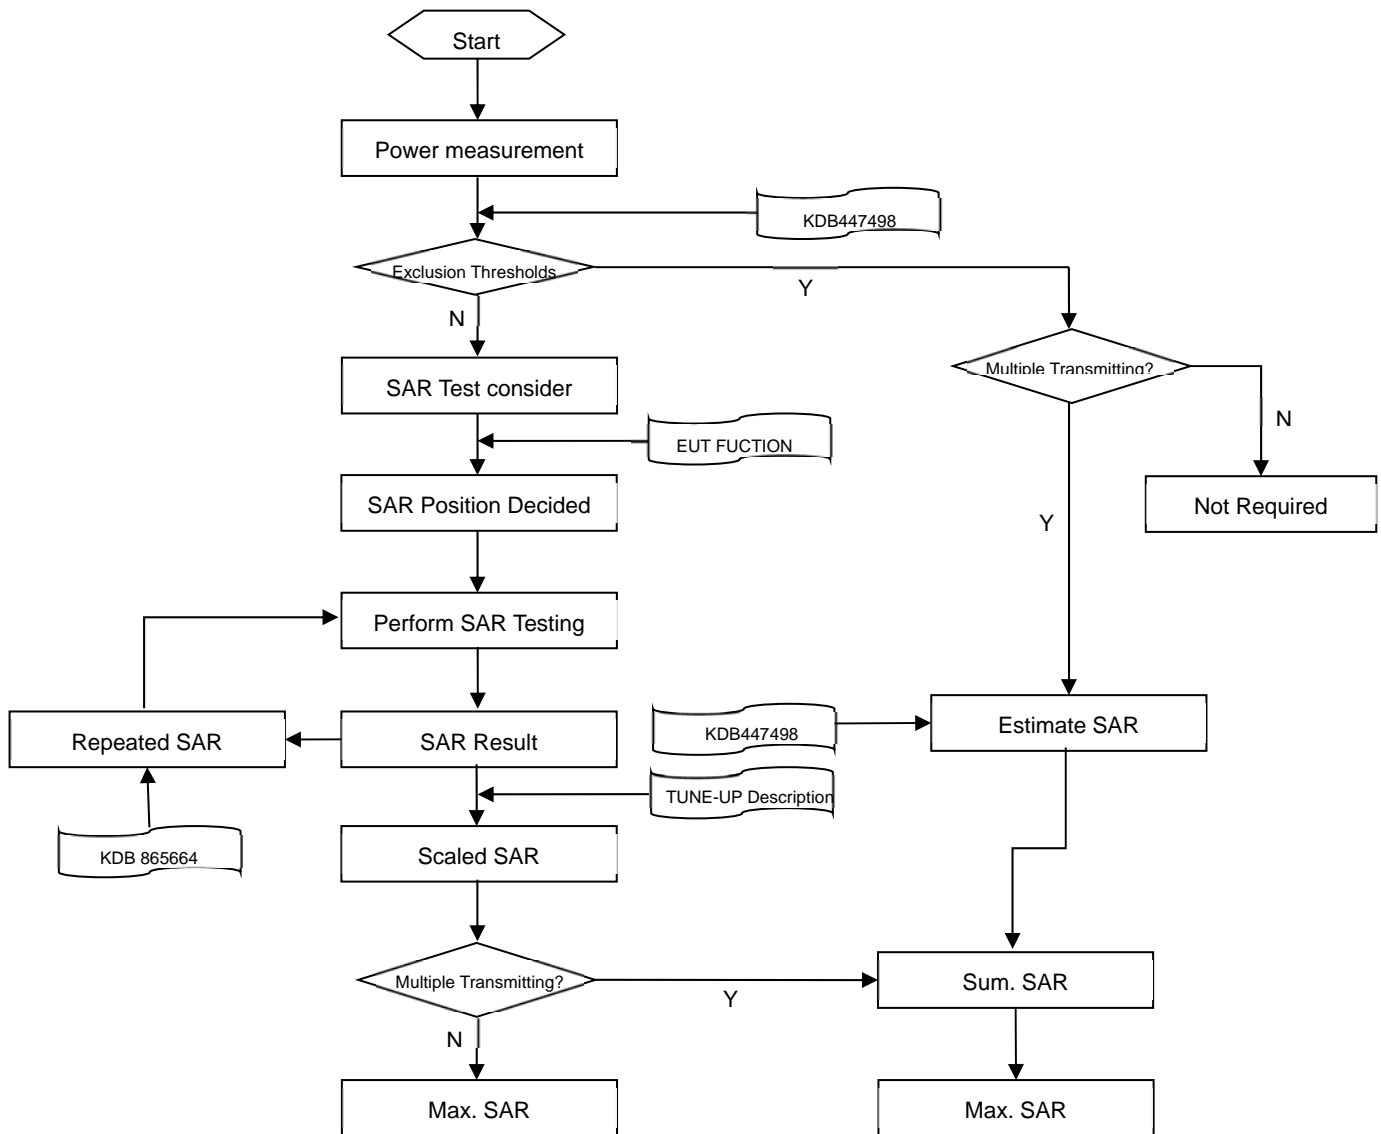 Start
Power measurement
KDB447498
Exclusion Thresholds
Y
N
Multiple Transmitting?
SAR Test consider
N
EUT FUCTION
SAR Position Decided
Not Required
Y
Perform SAR Testing
Repeated SAR
SAR Result
KDB447498
Estimate SAR
TUNE-UP Description
KDB 865664
Scaled SAR
Multiple Transmitting?
Y
Sum. SAR
N
Max. SAR
Max. SAR